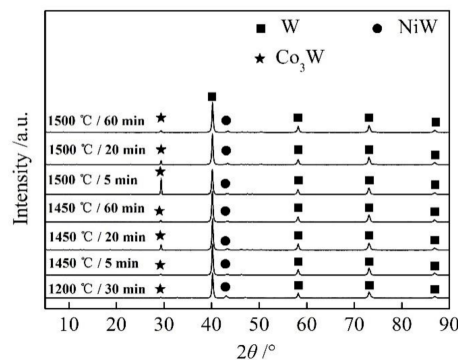 ■ W ● NiW
★ Co₃W
1500 ℃ / 60 min
1500 ℃ / 20 min
1500 ℃ / 5 min
1450 ℃ / 60 min
1450 ℃ / 20 min
1450 ℃ / 5 min
1200 ℃ / 30 min
Intensity /a.u.
10 20 30 40 50 60 70 80 90
2θ /°